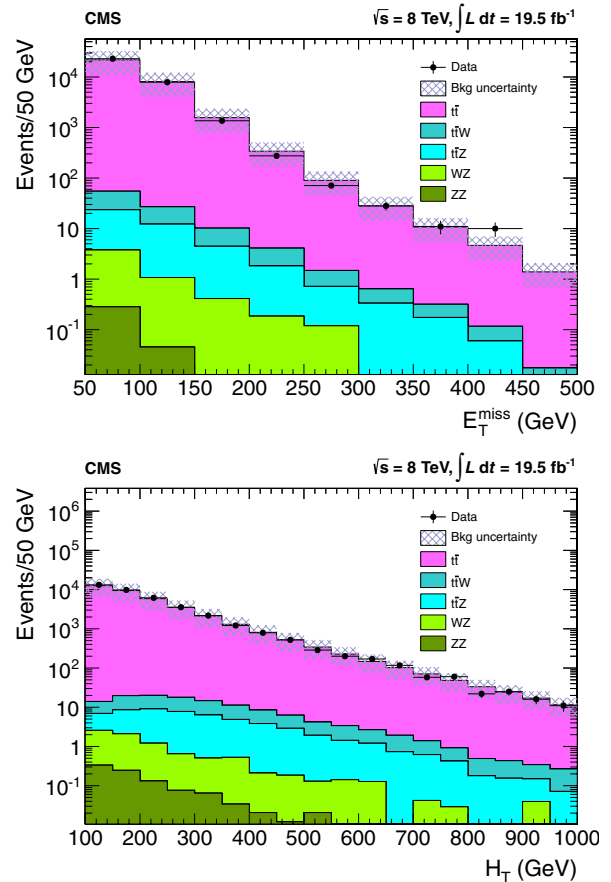 CMS √s = 8 TeV, ∫L dt = 19.5 fb⁻¹
Events/50 GeV
10⁴
10³
10²
10
1
10⁻¹
Data
Bkg uncertainty
tt̄
tt̄W
tt̄Z
WZ
ZZ
50 100 150 200 250 300 350 400 450 500
E_T^miss (GeV)
CMS √s = 8 TeV, ∫L dt = 19.5 fb⁻¹
Events/50 GeV
10⁶
10⁵
10⁴
10³
10²
10
1
10⁻¹
Data
Bkg uncertainty
tt̄
tt̄W
tt̄Z
WZ
ZZ
100 200 300 400 500 600 700 800 900 1000
H_T (GeV)